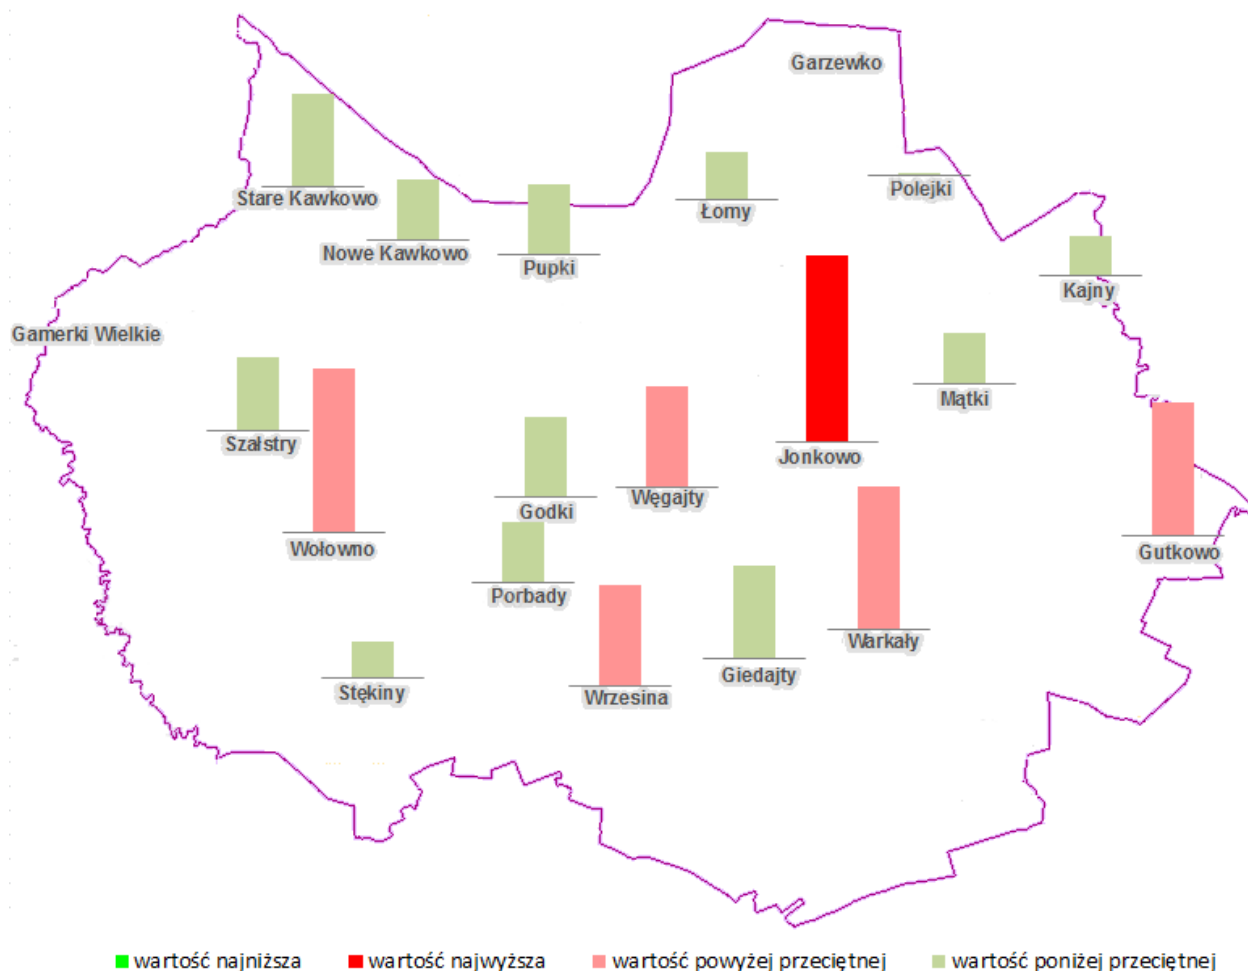 Garzewko
Stare Kawkowo
Polejki
Łomy
Nowe Kawkowo
Pupki
Kajny
Gamerki Wielkie
Mątki
Szałstry
Jonkowo
Węgajty
Godki
Wołowno
Gutkowo
Porbady
Warkały
Giedajty
Stękiny
Wrzesina
wartość najniższa wartość najwyższa wartość powyżej przeciętnej wartość poniżej przeciętnej